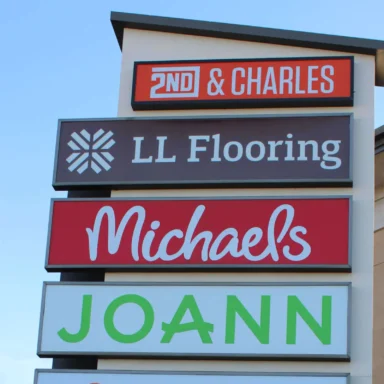 2ND & CHARLES
LL Flooring
Michaels
JOANN